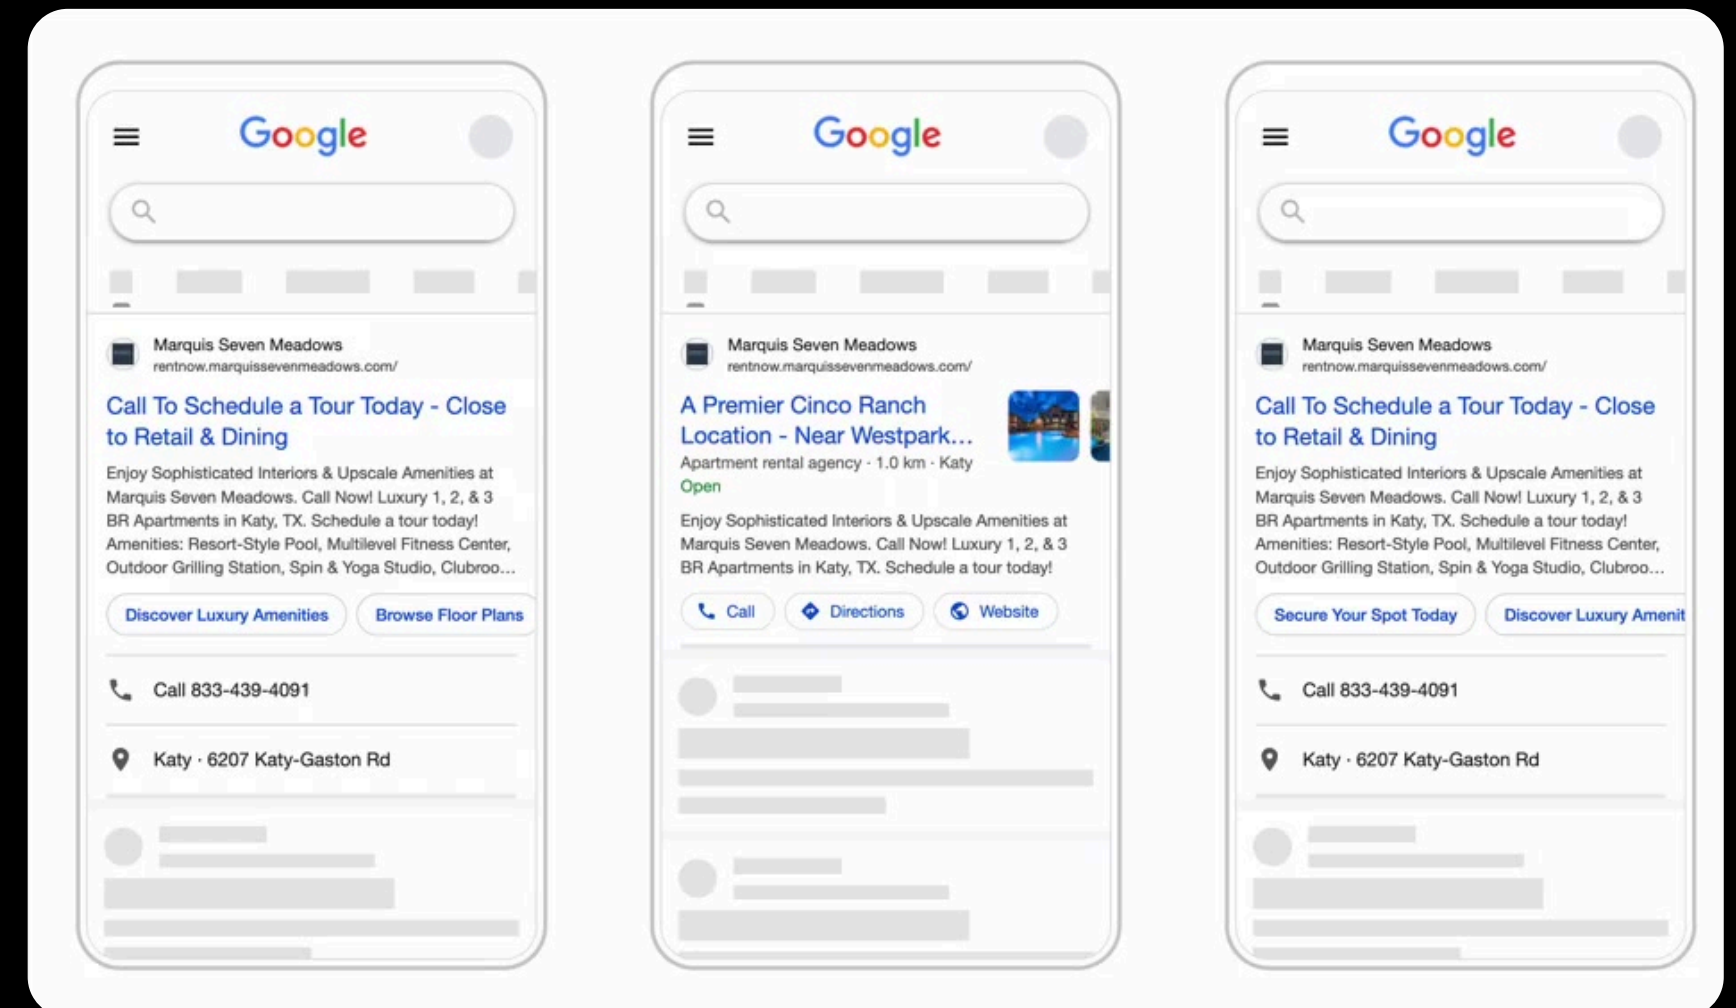 Google
Marquis Seven Meadows
rentnow.marquissevenmeadows.com/
Call To Schedule a Tour Today - Close
to Retail & Dining
Enjoy Sophisticated Interiors & Upscale Amenities at
Marquis Seven Meadows. Call Now! Luxury 1, 2, & 3
BR Apartments in Katy, TX. Schedule a tour today!
Amenities: Resort-Style Pool, Multilevel Fitness Center,
Outdoor Grilling Station, Spin & Yoga Studio, Clubroo...
Discover Luxury Amenities
Browse Floor Plans
Call 833-439-4091
Katy · 6207 Katy-Gaston Rd
Google
Marquis Seven Meadows
rentnow.marquissevenmeadows.com/
A Premier Cinco Ranch
Location - Near Westpark...
Apartment rental agency · 1.0 km · Katy
Open
Enjoy Sophisticated Interiors & Upscale Amenities at
Marquis Seven Meadows. Call Now! Luxury 1, 2, & 3
BR Apartments in Katy, TX. Schedule a tour today!
Call
Directions
Website
Google
Marquis Seven Meadows
rentnow.marquissevenmeadows.com/
Call To Schedule a Tour Today - Close
to Retail & Dining
Enjoy Sophisticated Interiors & Upscale Amenities at
Marquis Seven Meadows. Call Now! Luxury 1, 2, & 3
BR Apartments in Katy, TX. Schedule a tour today!
Amenities: Resort-Style Pool, Multilevel Fitness Center,
Outdoor Grilling Station, Spin & Yoga Studio, Clubroo...
Secure Your Spot Today
Discover Luxury Amenit
Call 833-439-4091
Katy · 6207 Katy-Gaston Rd